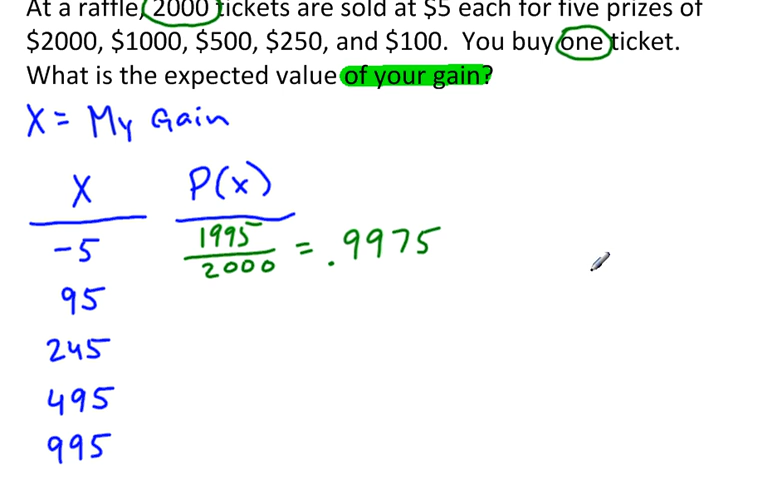 At a raffle, 2000 tickets are sold at $5 each for five prizes of
$2000, $1000, $500, $250, and $100. You buy one ticket.
What is the expected value of your gain?
X = My Gain
X P(x)
-5 1995/2000 = .9975
95
245
495
995